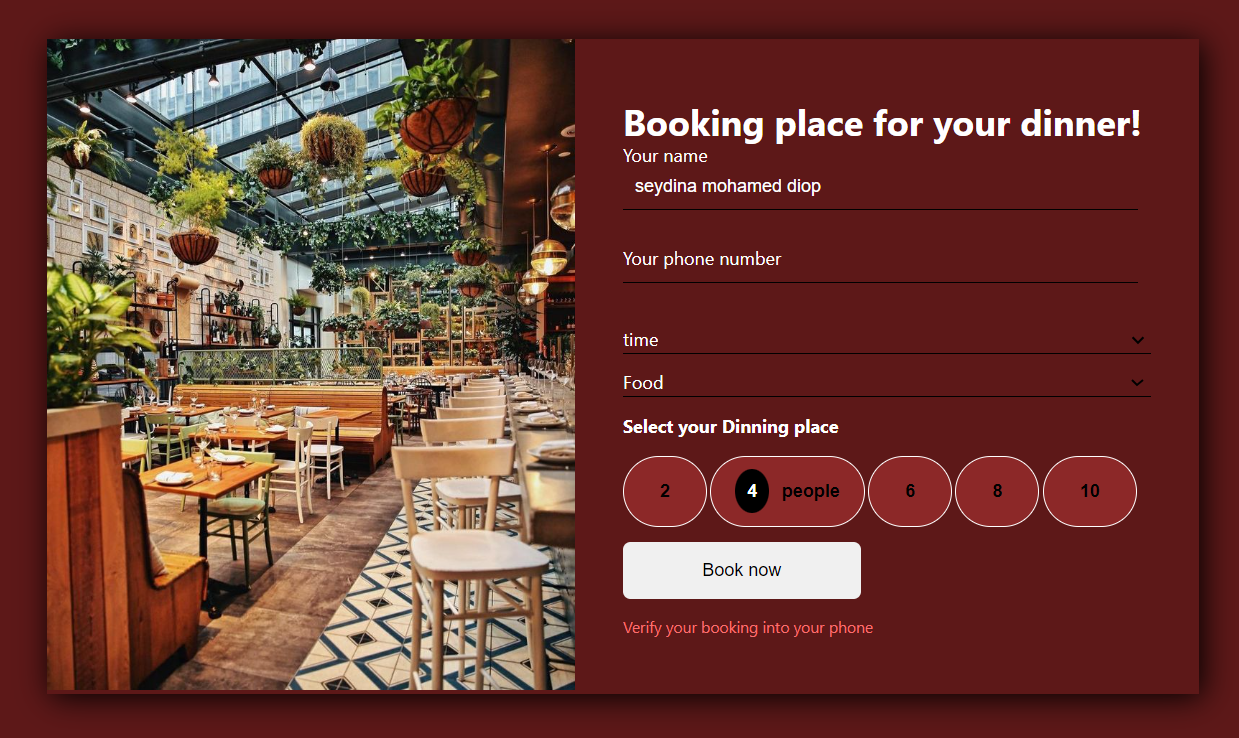 Booking place for your dinner!
Your name
seydina mohamed diop
Your phone number
time
Food
Select your Dinning place
2 4 people 6 8 10
Book now
Verify your booking into your phone